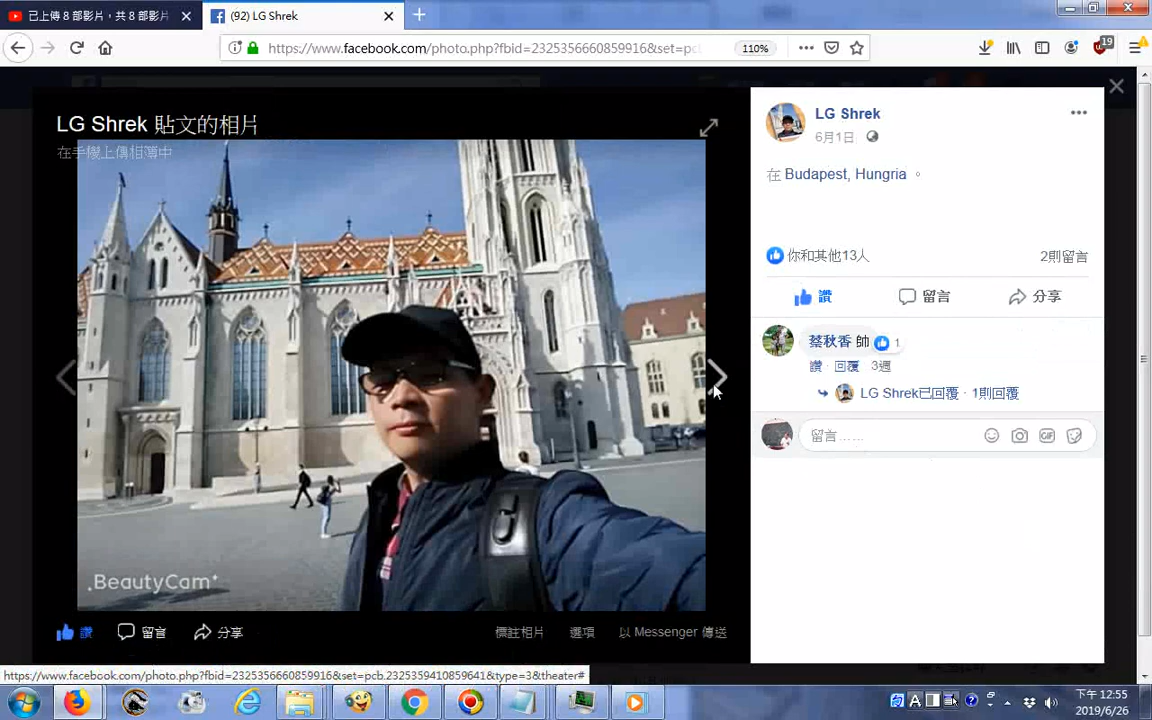 已上傳 8 部影片，共 8 部影片
(92) LG Shrek
https://www.facebook.com/photo.php?fbid=2325356660859916&set=pc
110%
19
LG Shrek 貼文的相片
在手機上傳相簿中
.BeautyCam+
讚 留言 分享 標註相片 選項 以 Messenger 傳送
LG Shrek
6月1日
在 Budapest, Hungria 。
你和其他13人 2則留言
讚 留言 分享
蔡秋香 帥 1
讚 · 回覆 3週
LG Shrek已回覆 · 1則回覆
留言…… GIF
https://www.facebook.com/photo.php?fbid=2325356660859916&set=pcb.2325359410859641&type=3&theater#
下午 12:55
2019/6/26